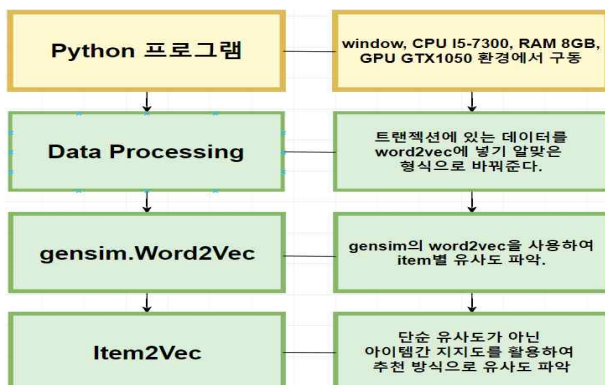 Python 프로그램
window, CPU I5-7300, RAM 8GB,
GPU GTX1050 환경에서 구동
Data Processing
트랜젝션에 있는 데이터를
word2vec에 넣기 알맞은
형식으로 바꿔준다.
gensim.Word2Vec
gensim의 word2vec을 사용하여
item별 유사도 파악.
Item2Vec
단순 유사도가 아닌
아이템간 지지도를 활용하여
추천 방식으로 유사도 파악